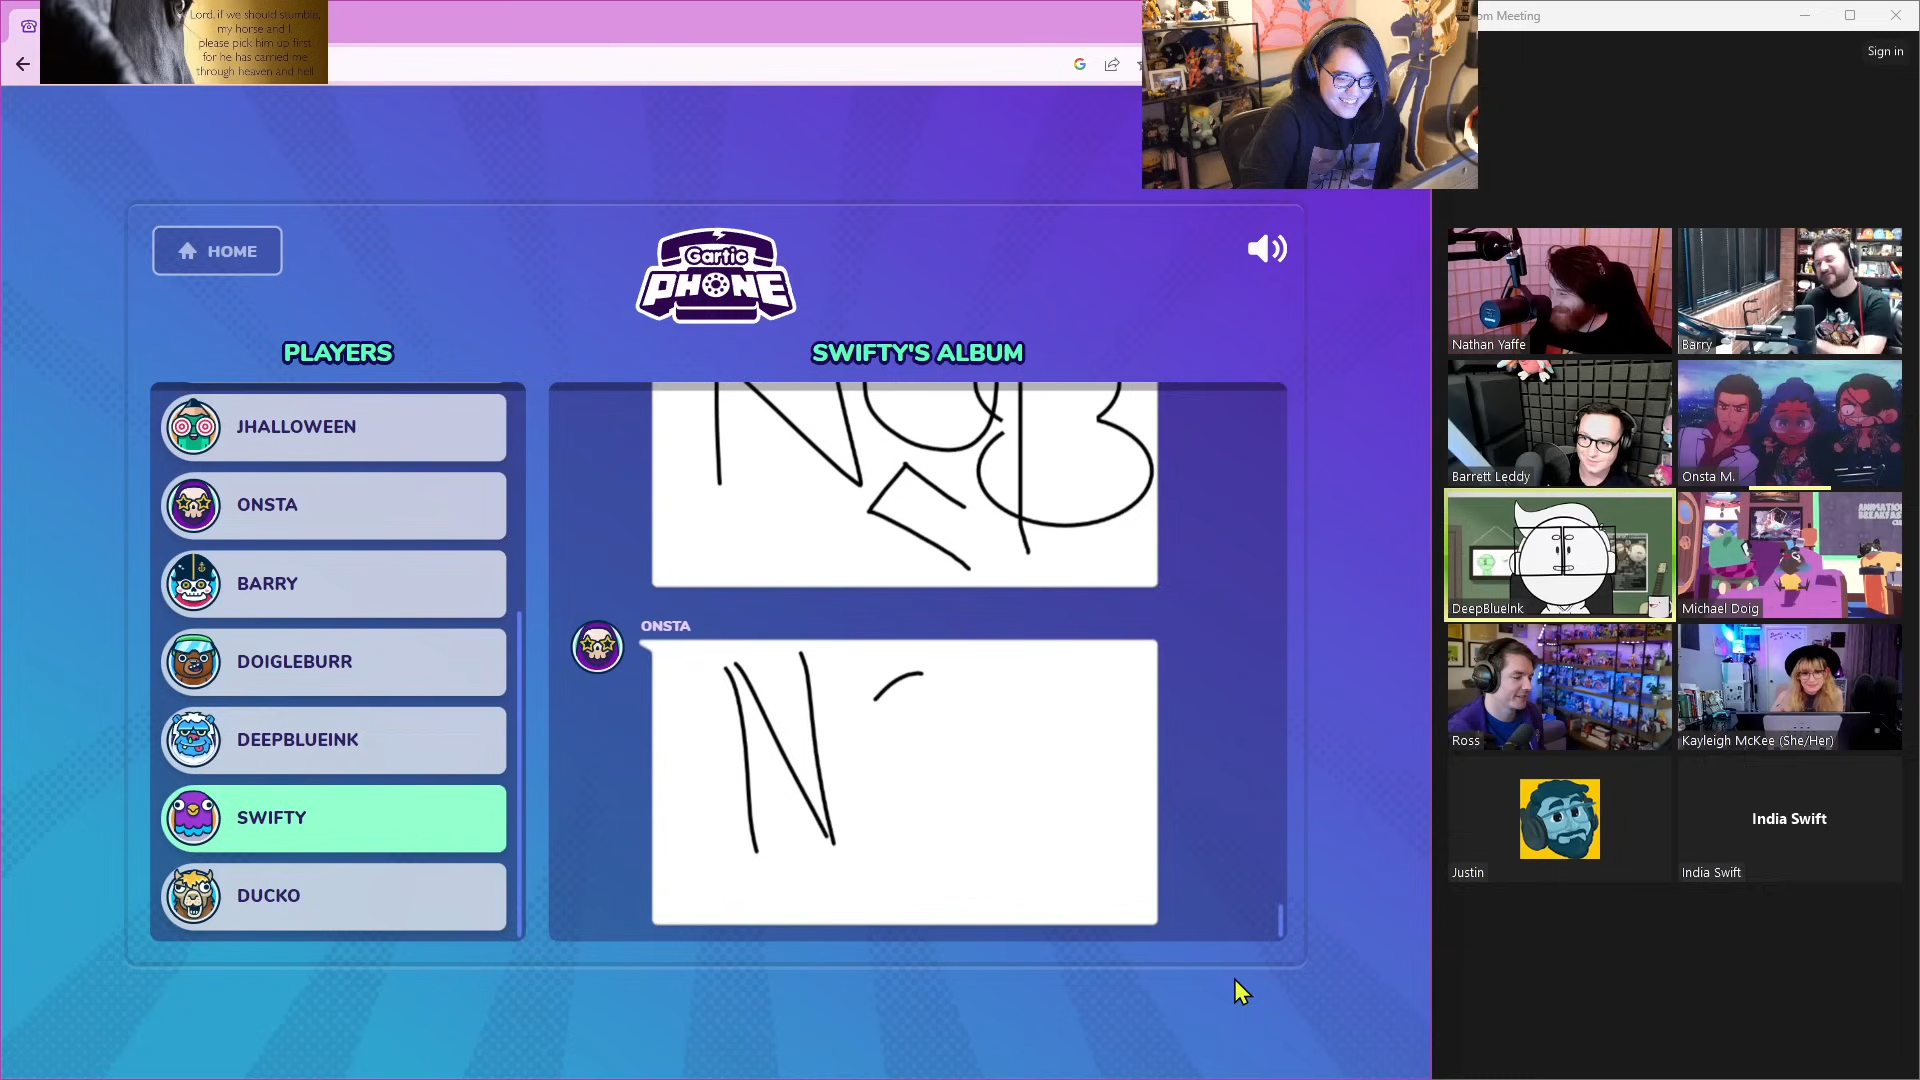 Lord, if we should stumble,
my horse and I,
please pick him up first
for he has carried me
through heaven and hell
om Meeting
Sign in
HOME
Gartic
PHONE
PLAYERS
SWIFTY'S ALBUM
JHALLOWEEN
ONSTA
BARRY
DOIGLEBURR
DEEPBLUEINK
SWIFTY
DUCKO
ONSTA
N
Nathan Yaffe
Barry
Barrett Leddy
Onsta M.
DeepBlueInk
Michael Doig
Ross
Kayleigh McKee (She/Her)
Justin
India Swift
India Swift